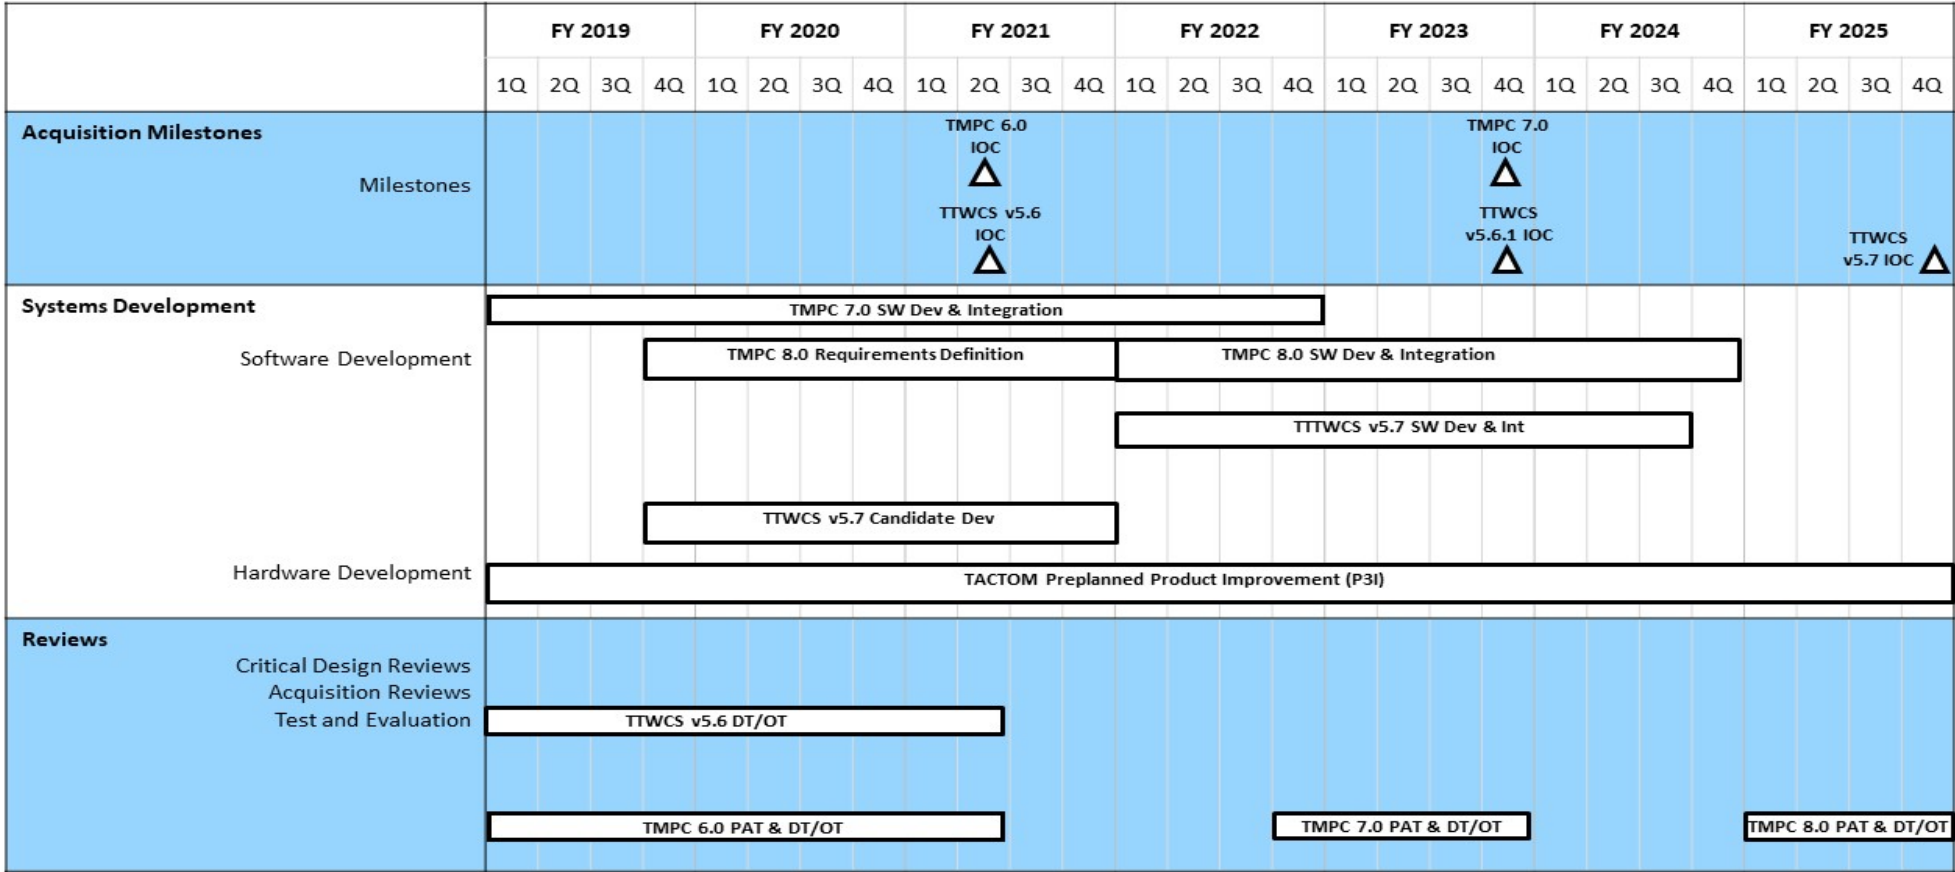 FY 2019 FY 2020 FY 2021 FY 2022 FY 2023 FY 2024 FY 2025
1Q 2Q 3Q 4Q 1Q 2Q 3Q 4Q 1Q 2Q 3Q 4Q 1Q 2Q 3Q 4Q 1Q 2Q 3Q 4Q 1Q 2Q 3Q 4Q 1Q 2Q 3Q 4Q
Acquisition Milestones
Milestones
TMPC 6.0
IOC
TMPC 7.0
IOC
TTWCS v5.6
IOC
TTWCS
v5.6.1 IOC
TTWCS
v5.7 IOC
Systems Development
TMPC 7.0 SW Dev & Integration
Software Development
TMPC 8.0 Requirements Definition
TMPC 8.0 SW Dev & Integration
TTTWCS v5.7 SW Dev & Int
TTWCS v5.7 Candidate Dev
Hardware Development
TACTOM Preplanned Product Improvement (P3I)
Reviews
Critical Design Reviews
Acquisition Reviews
Test and Evaluation
TTWCS v5.6 DT/OT
TMPC 6.0 PAT & DT/OT
TMPC 7.0 PAT & DT/OT
TMPC 8.0 PAT & DT/OT